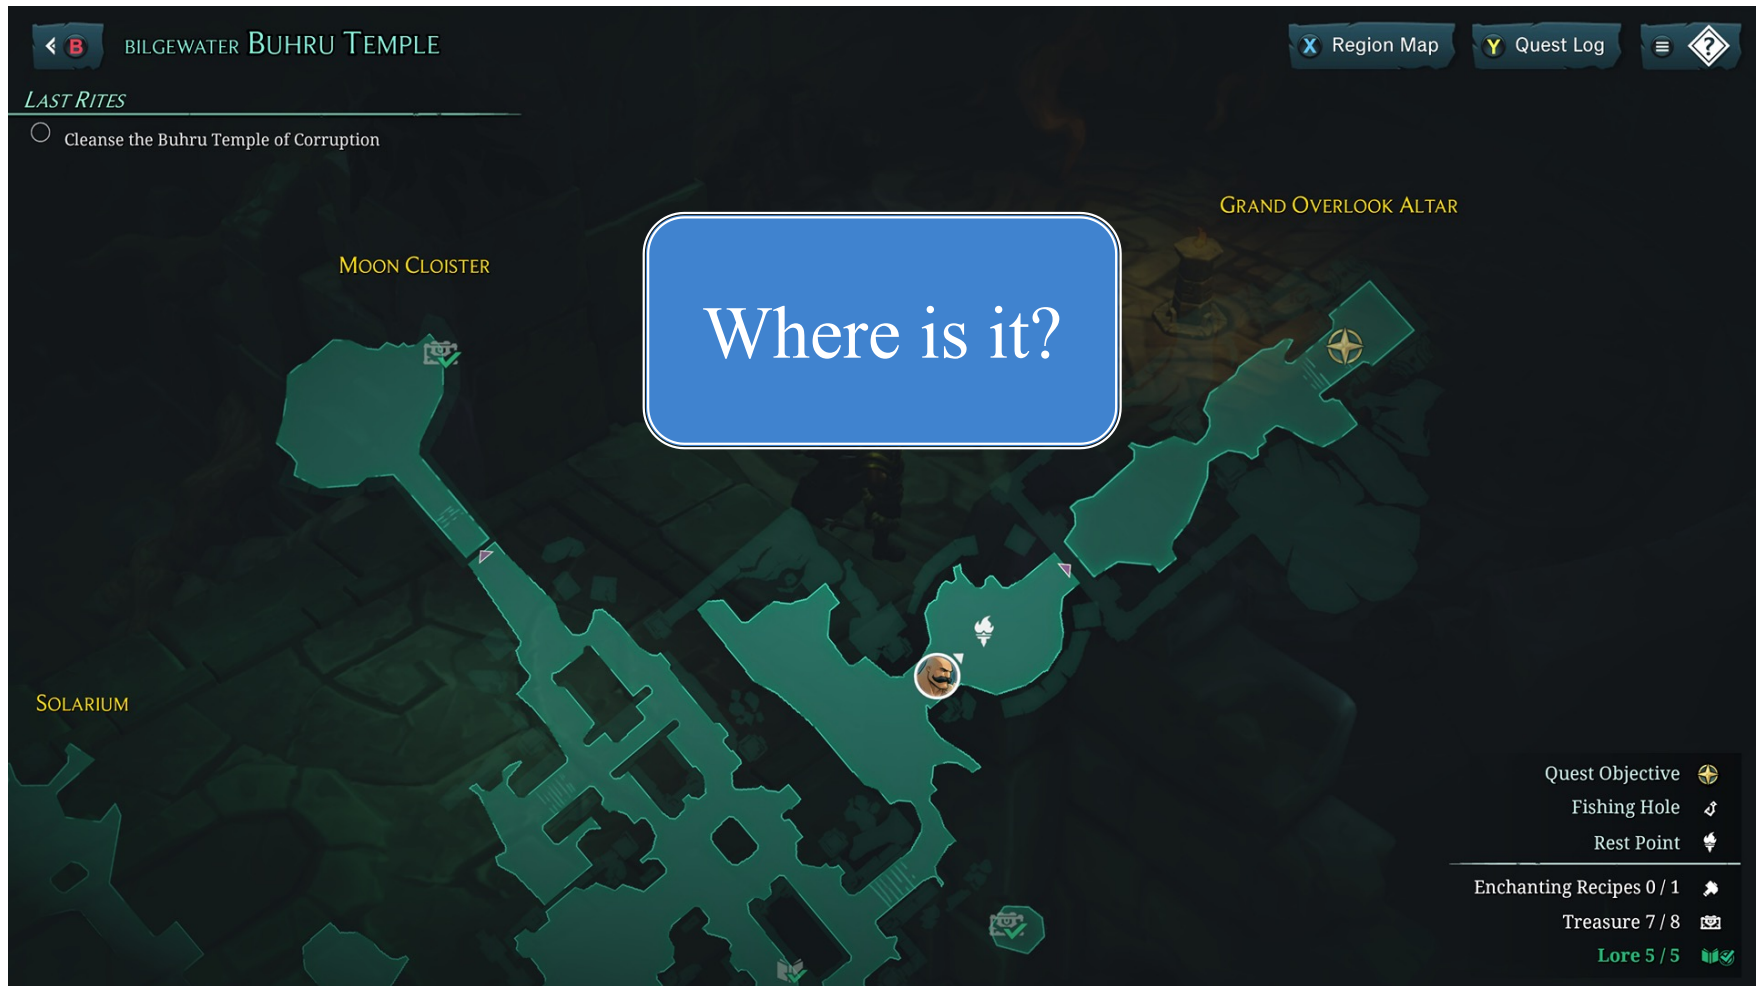 B
BILGEWATER BUHRU TEMPLE
X Region Map
Y Quest Log
?
LAST RITES
Cleanse the Buhru Temple of Corruption
GRAND OVERLOOK ALTAR
MOON CLOISTER
Where is it?
SOLARIUM
Quest Objective
Fishing Hole
Rest Point
Enchanting Recipes 0 / 1
Treasure 7 / 8
Lore 5 / 5